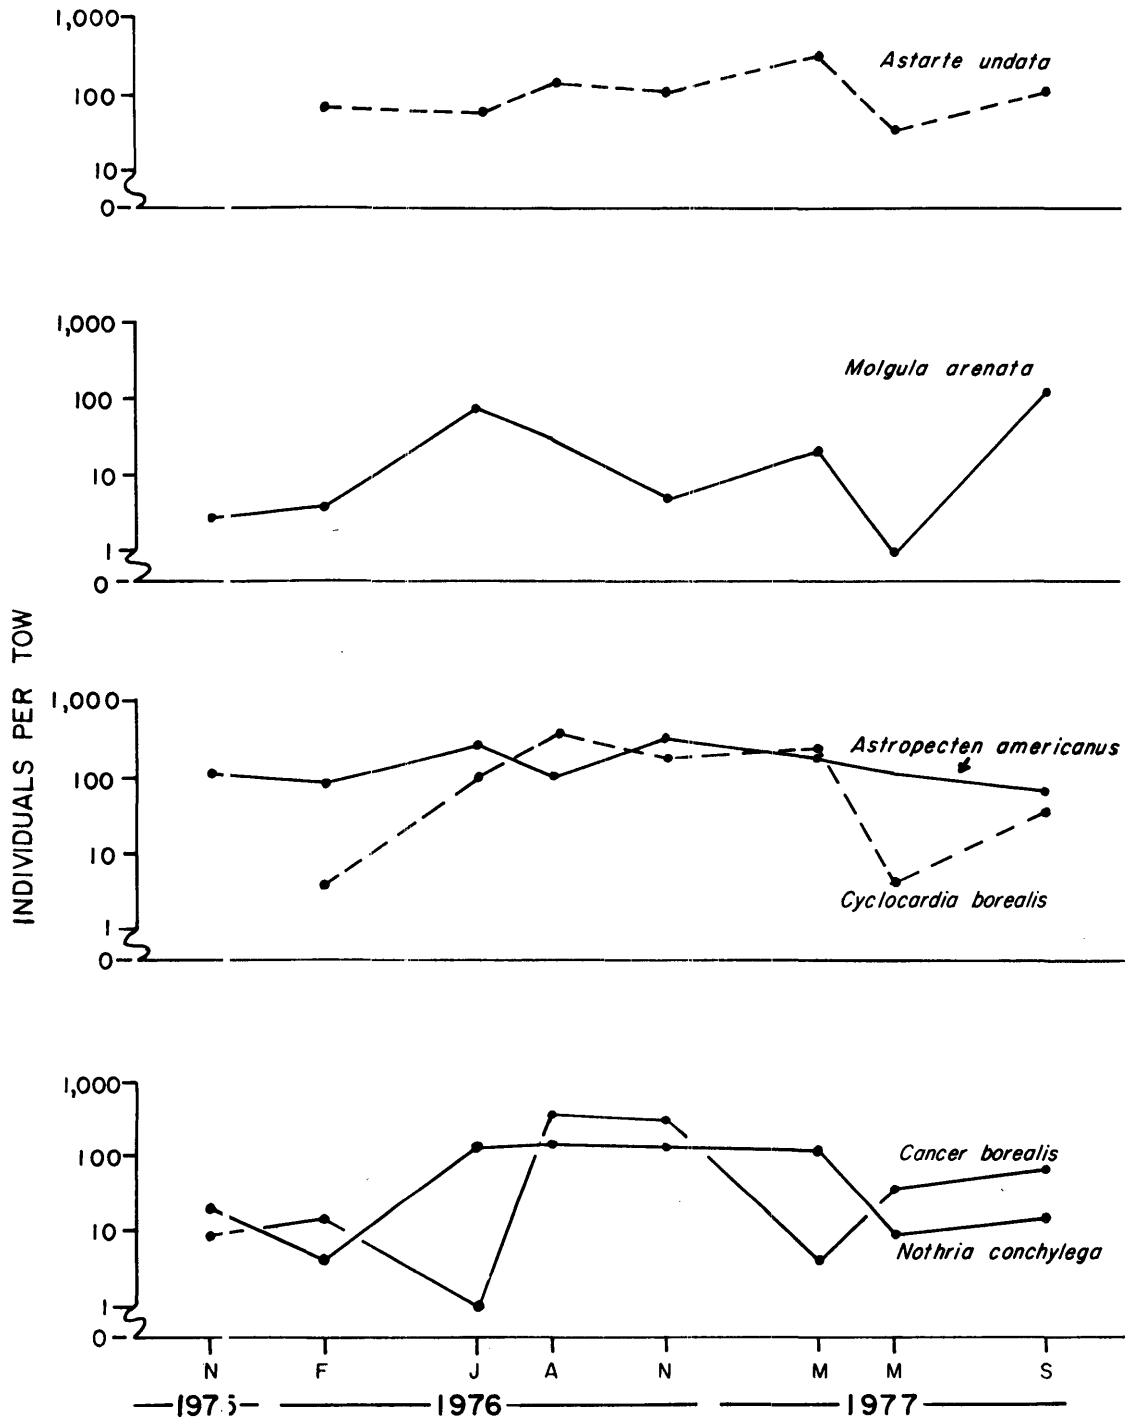 1,000
Astarte undata
100
10
0
1,000
Molgula arenata
100
10
1
0
INDIVIDUALS PER TOW
1,000
Astropecten americanus
100
10
Cyclocardia borealis
1
0
1,000
Cancer borealis
100
10
Nothria conchylega
1
0
N F J A N M M S
1975 1976 1977